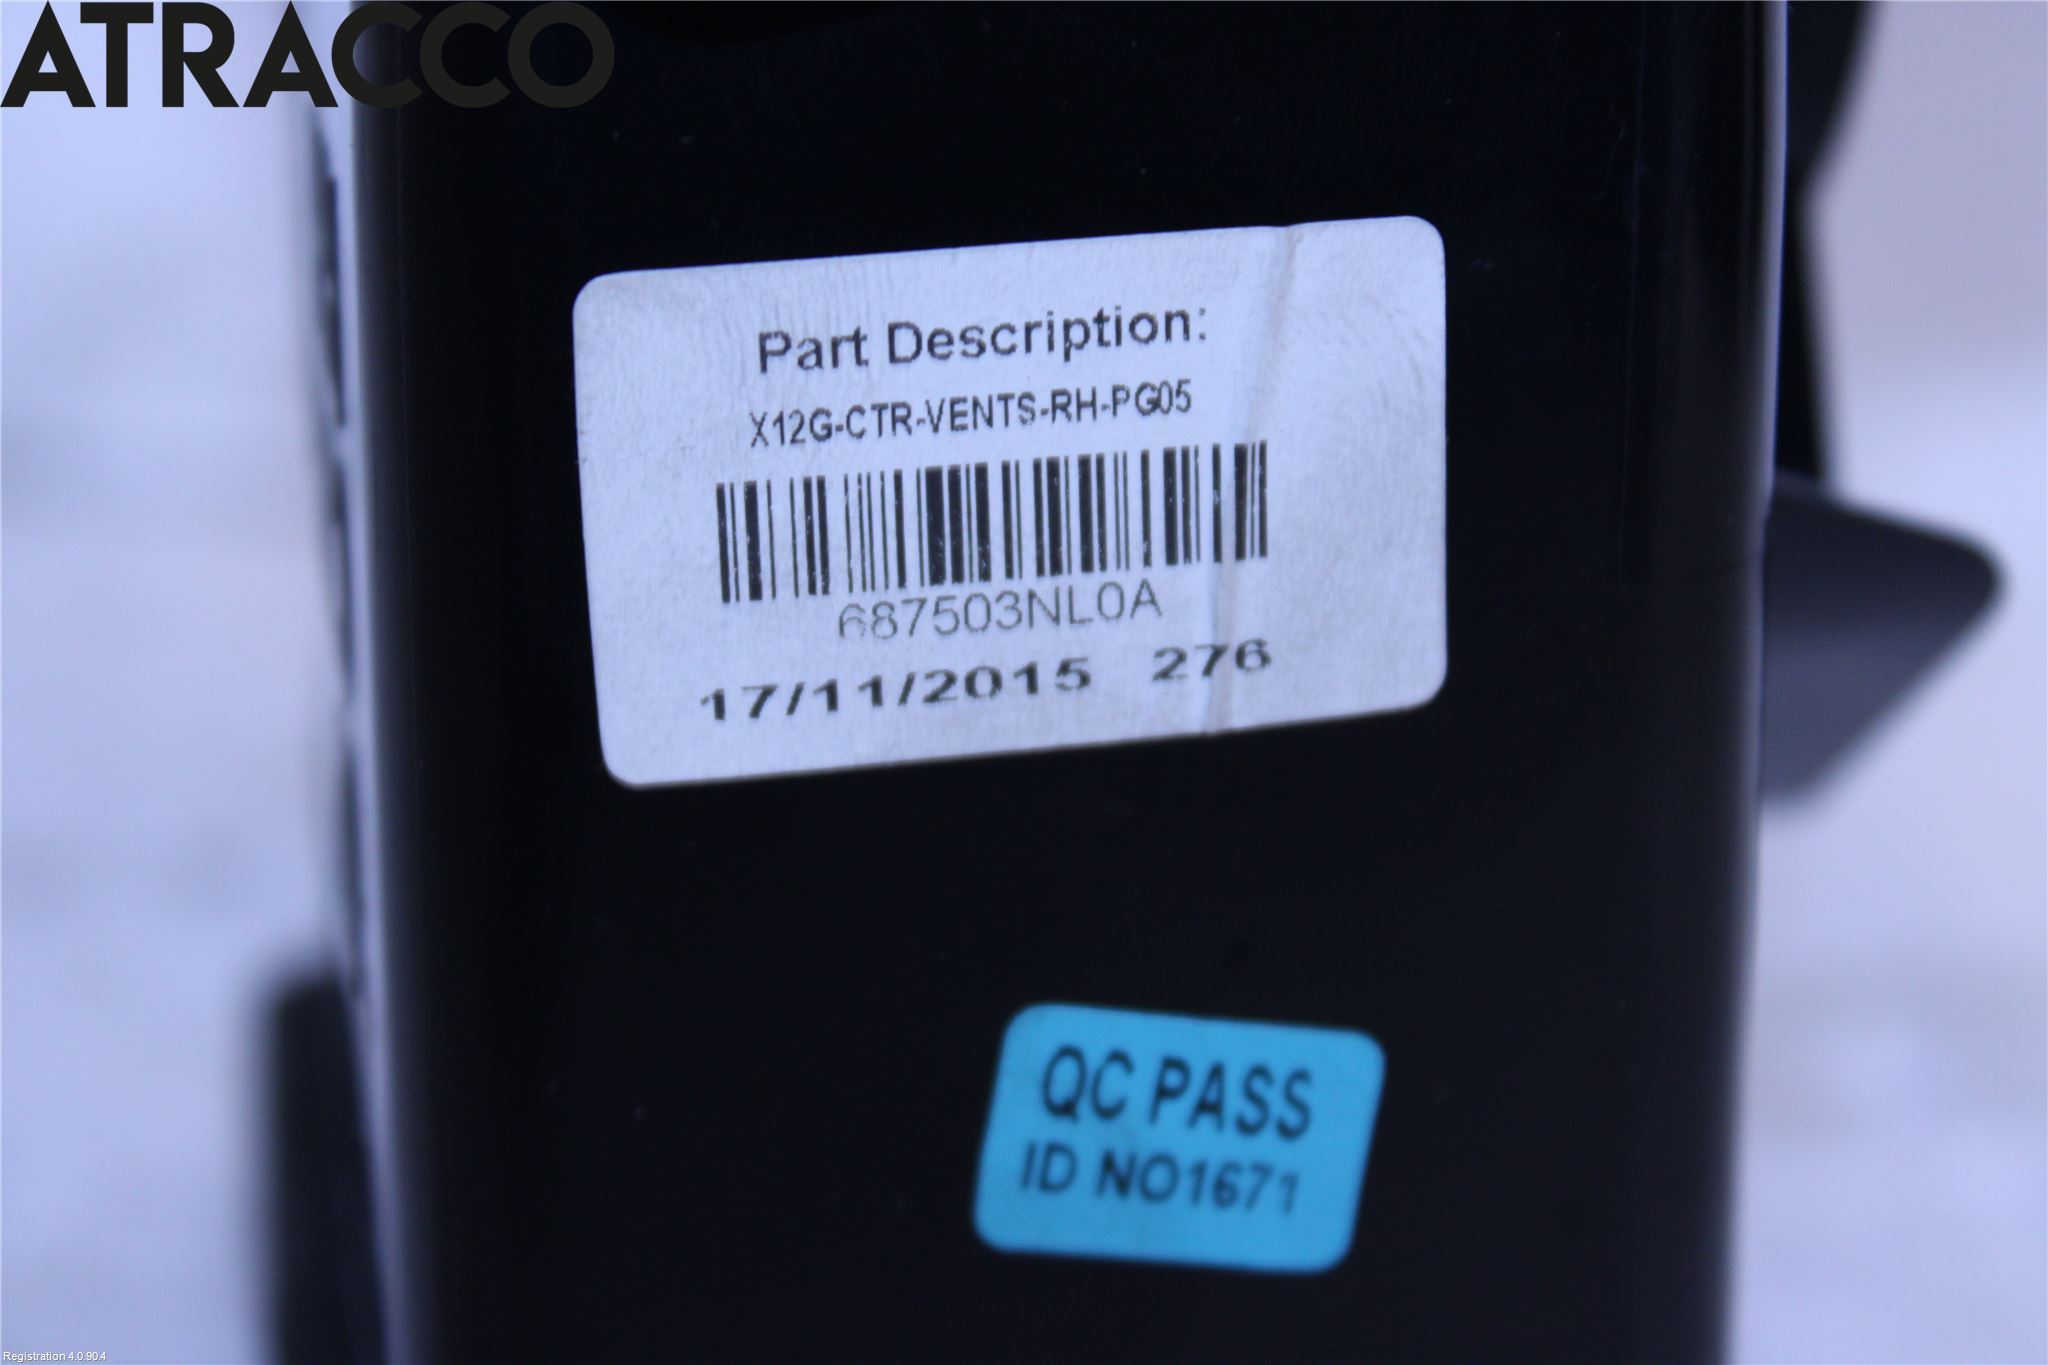 ATRACCO
Part Description:
X12G-CTR-VENTS-RH-PG05
687503NL0A
17/11/2015 276
QC PASS
ID NO1671
Registration 4.0.90.4